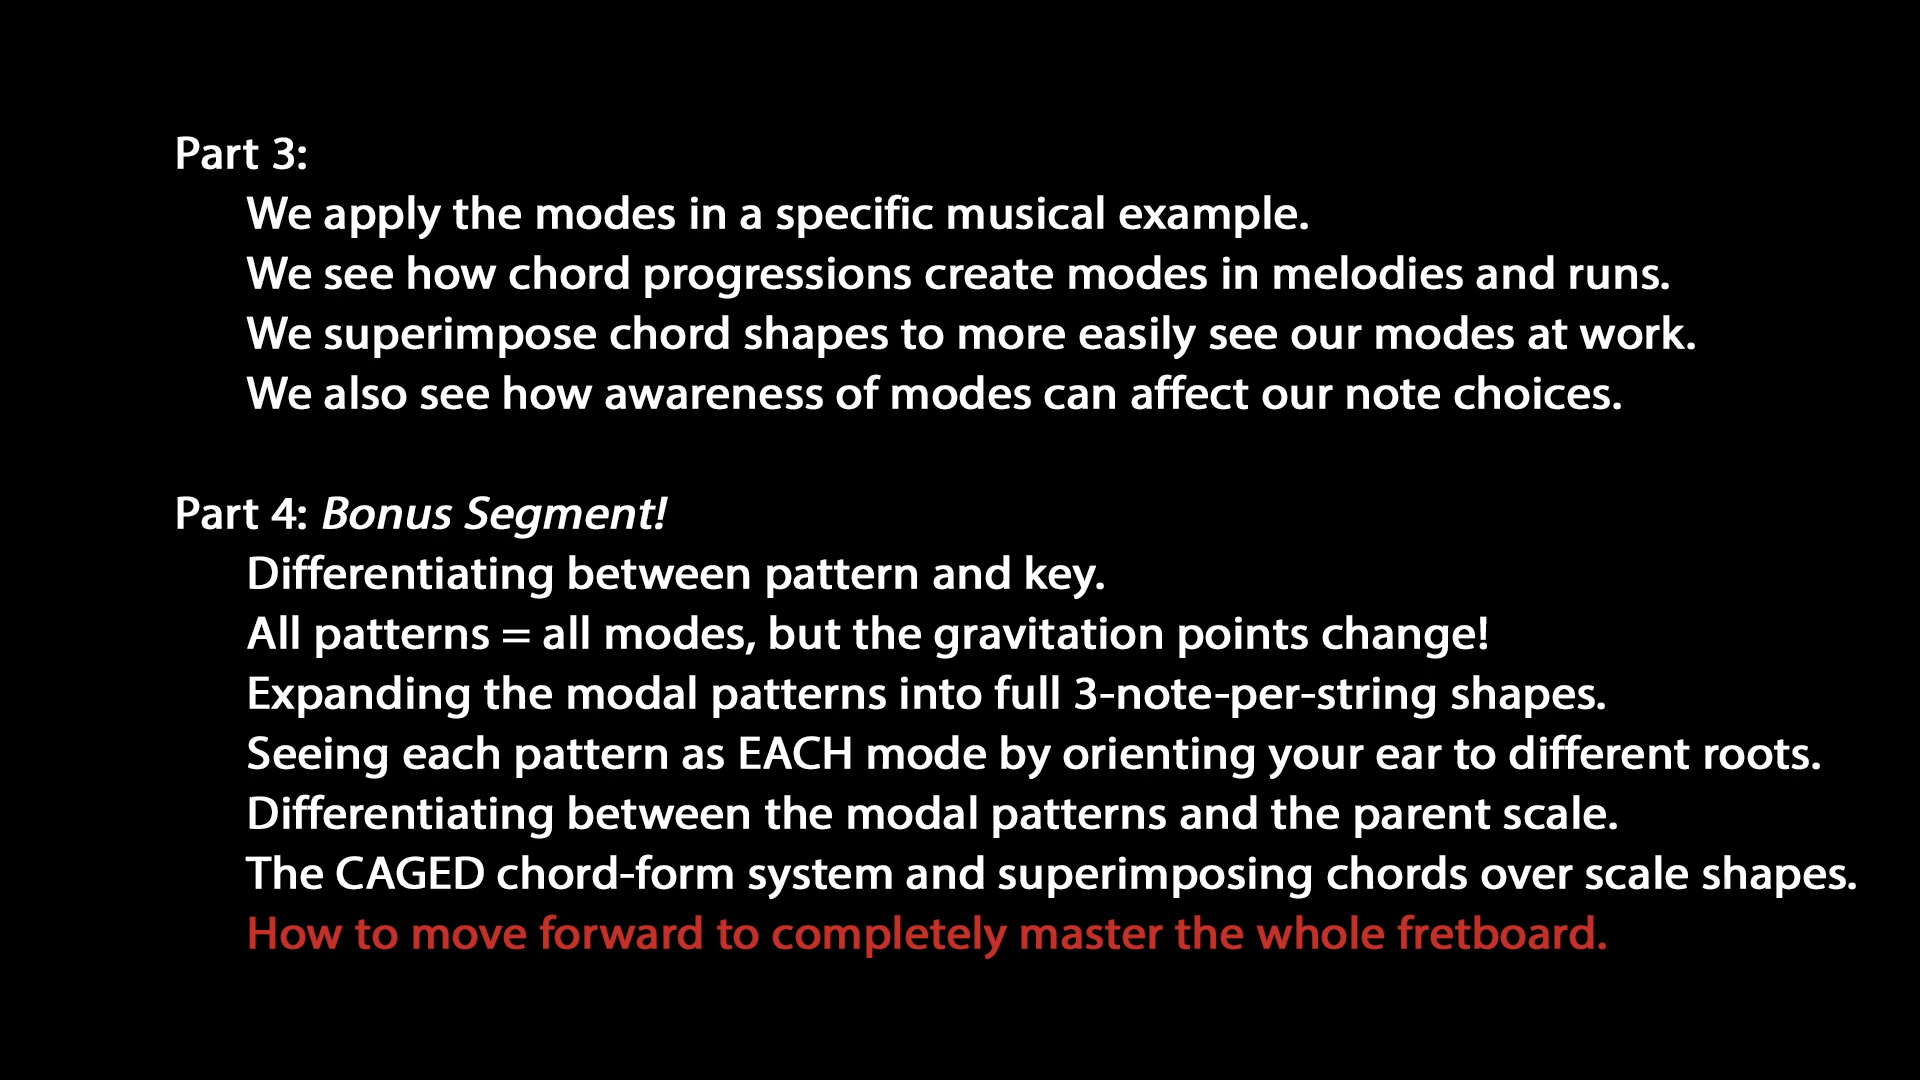 Part 3:
We apply the modes in a specific musical example.
We see how chord progressions create modes in melodies and runs.
We superimpose chord shapes to more easily see our modes at work.
We also see how awareness of modes can affect our note choices.
Part 4: Bonus Segment!
Differentiating between pattern and key.
All patterns = all modes, but the gravitation points change!
Expanding the modal patterns into full 3-note-per-string shapes.
Seeing each pattern as EACH mode by orienting your ear to different roots.
Differentiating between the modal patterns and the parent scale.
The CAGED chord-form system and superimposing chords over scale shapes.
How to move forward to completely master the whole fretboard.